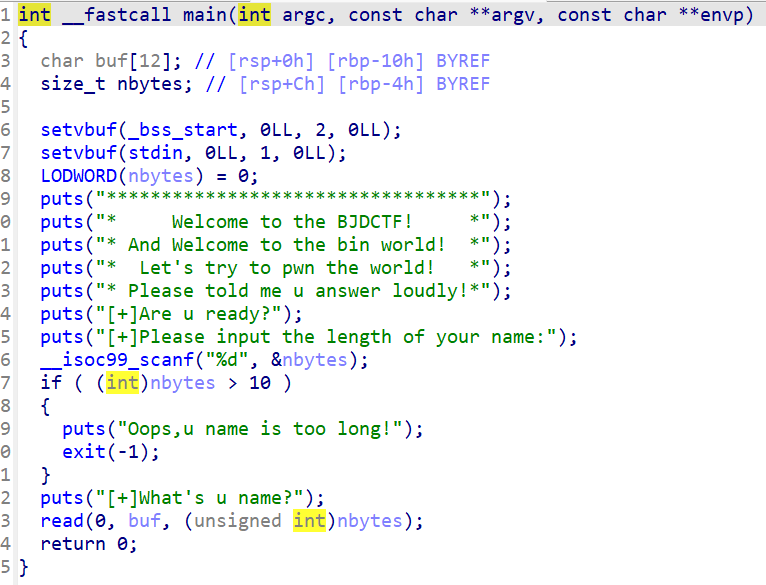 1 int __fastcall main(int argc, const char **argv, const char **envp)
2 {
3   char buf[12]; // [rsp+0h] [rbp-10h] BYREF
4   size_t nbytes; // [rsp+Ch] [rbp-4h] BYREF
5
6   setvbuf(_bss_start, 0LL, 2, 0LL);
7   setvbuf(stdin, 0LL, 1, 0LL);
8   LODWORD(nbytes) = 0;
9   puts("**********************************");
0   puts("*     Welcome to the BJDCTF!     *");
1   puts("* And Welcome to the bin world!  *");
2   puts("*  Let's try to pwn the world!   *");
3   puts("* Please told me u answer loudly!*");
4   puts("[+]Are u ready?");
5   puts("[+]Please input the length of your name:");
6   __isoc99_scanf("%d", &nbytes);
7   if ( (int)nbytes > 10 )
8   {
9     puts("Oops,u name is too long!");
0     exit(-1);
1   }
2   puts("[+]What's u name?");
3   read(0, buf, (unsigned int)nbytes);
4   return 0;
5 }